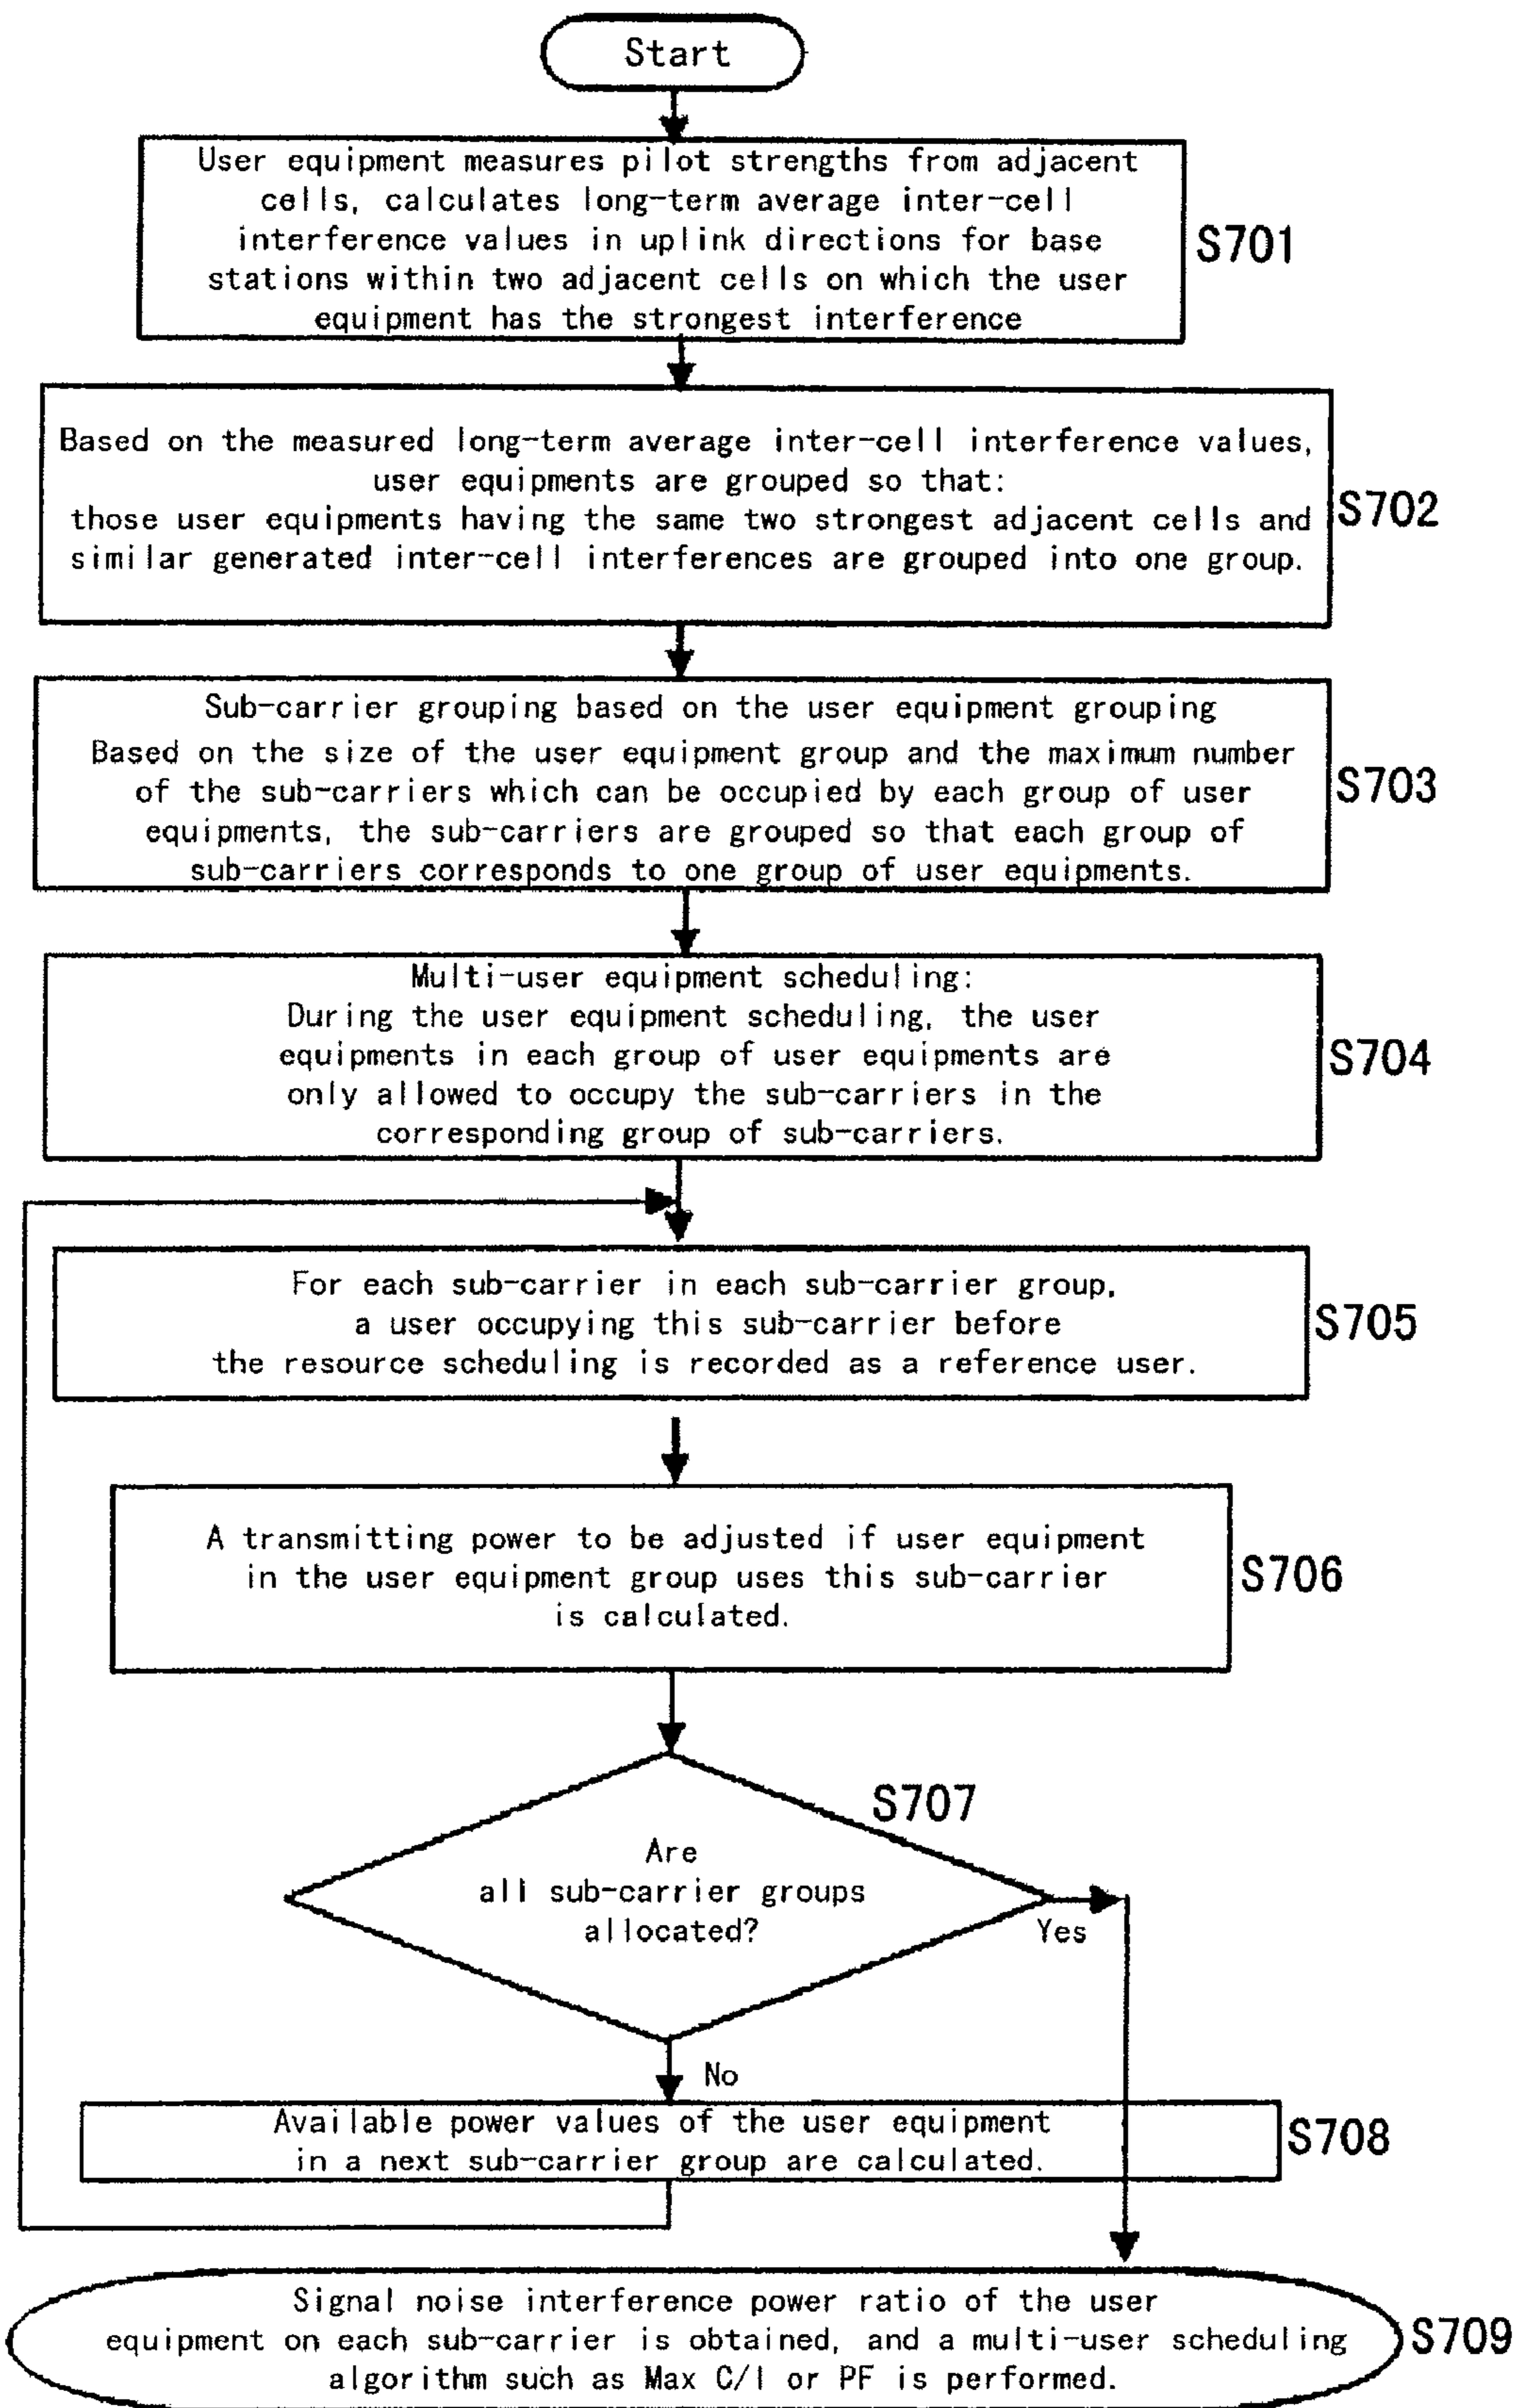 Start
User equipment measures pilot strengths from adjacent
cells, calculates long-term average inter-cell
interference values in uplink directions for base
stations within two adjacent cells on which the user
equipment has the strongest interference
S701
Based on the measured long-term average inter-cell interference values,
user equipments are grouped so that:
those user equipments having the same two strongest adjacent cells and
similar generated inter-cell interferences are grouped into one group.
S702
Sub-carrier grouping based on the user equipment grouping
Based on the size of the user equipment group and the maximum number
of the sub-carriers which can be occupied by each group of user
equipments, the sub-carriers are grouped so that each group of
sub-carriers corresponds to one group of user equipments.
S703
Multi-user equipment scheduling:
During the user equipment scheduling, the user
equipments in each group of user equipments are
only allowed to occupy the sub-carriers in the
corresponding group of sub-carriers.
S704
For each sub-carrier in each sub-carrier group,
a user occupying this sub-carrier before
the resource scheduling is recorded as a reference user.
S705
A transmitting power to be adjusted if user equipment
in the user equipment group uses this sub-carrier
is calculated.
S706
S707
Are
all sub-carrier groups
allocated?
Yes
No
Available power values of the user equipment
in a next sub-carrier group are calculated.
S708
Signal noise interference power ratio of the user
equipment on each sub-carrier is obtained, and a multi-user scheduling
algorithm such as Max C/I or PF is performed.
S709